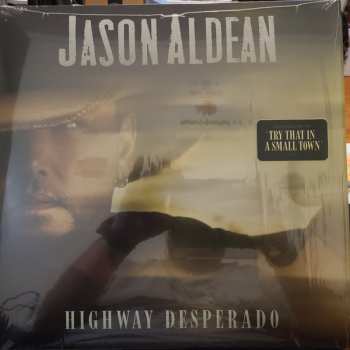 JASON ALDEAN
"TRY THAT IN
A SMALL TOWN"
HIGHWAY DESPERADO